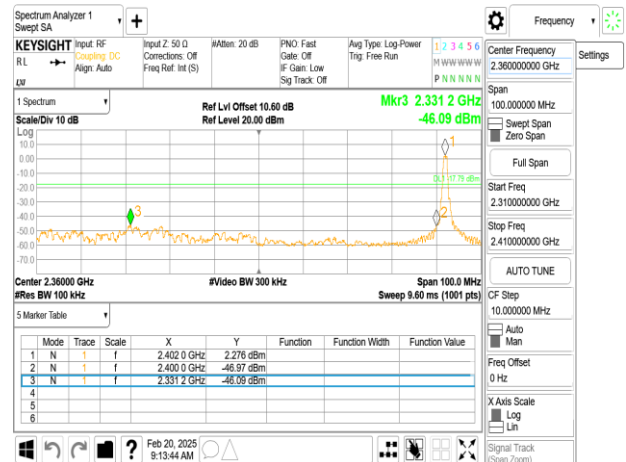 Spectrum Analyzer 1
Swept SA
Frequency
KEYSIGHT
Input: RF
Coupling: DC
Align: Auto
Input Z: 50 Ω
Corrections: Off
Freq Ref: Int (S)
#Atten: 20 dB
PNO: Fast
Gate: Off
IF Gain: Low
Sig Track: Off
Avg Type: Log-Power
Trig: Free Run
1 2 3 4 5 6
M W W W W W
P N N N N N
RL
Center Frequency
2.360000000 GHz
Settings
Span
100.000000 MHz
Swept Span
Zero Span
Full Span
Start Freq
2.310000000 GHz
Stop Freq
2.410000000 GHz
AUTO TUNE
CF Step
10.000000 MHz
Auto
Man
Freq Offset
0 Hz
X Axis Scale
Log
Lin
Signal Track
(Span Zoom)
1 Spectrum
Scale/Div 10 dB
Ref Lvl Offset 10.60 dB
Ref Level 20.00 dBm
Mkr3 2.331 2 GHz
-46.09 dBm
Log
10.0
0.00
-10.0
-20.0
-30.0
-40.0
-50.0
-60.0
-70.0
DL1 -17.79 dBm
1
2
3
Center 2.36000 GHz
#Res BW 100 kHz
#Video BW 300 kHz
Span 100.0 MHz
Sweep 9.60 ms (1001 pts)
5 Marker Table
Mode Trace Scale X Y Function Function Width Function Value
1 N 1 f 2.402 0 GHz 2.276 dBm
2 N 1 f 2.400 0 GHz -46.97 dBm
3 N 1 f 2.331 2 GHz -46.09 dBm
4
5
6
?
Feb 20, 2025
9:13:44 AM